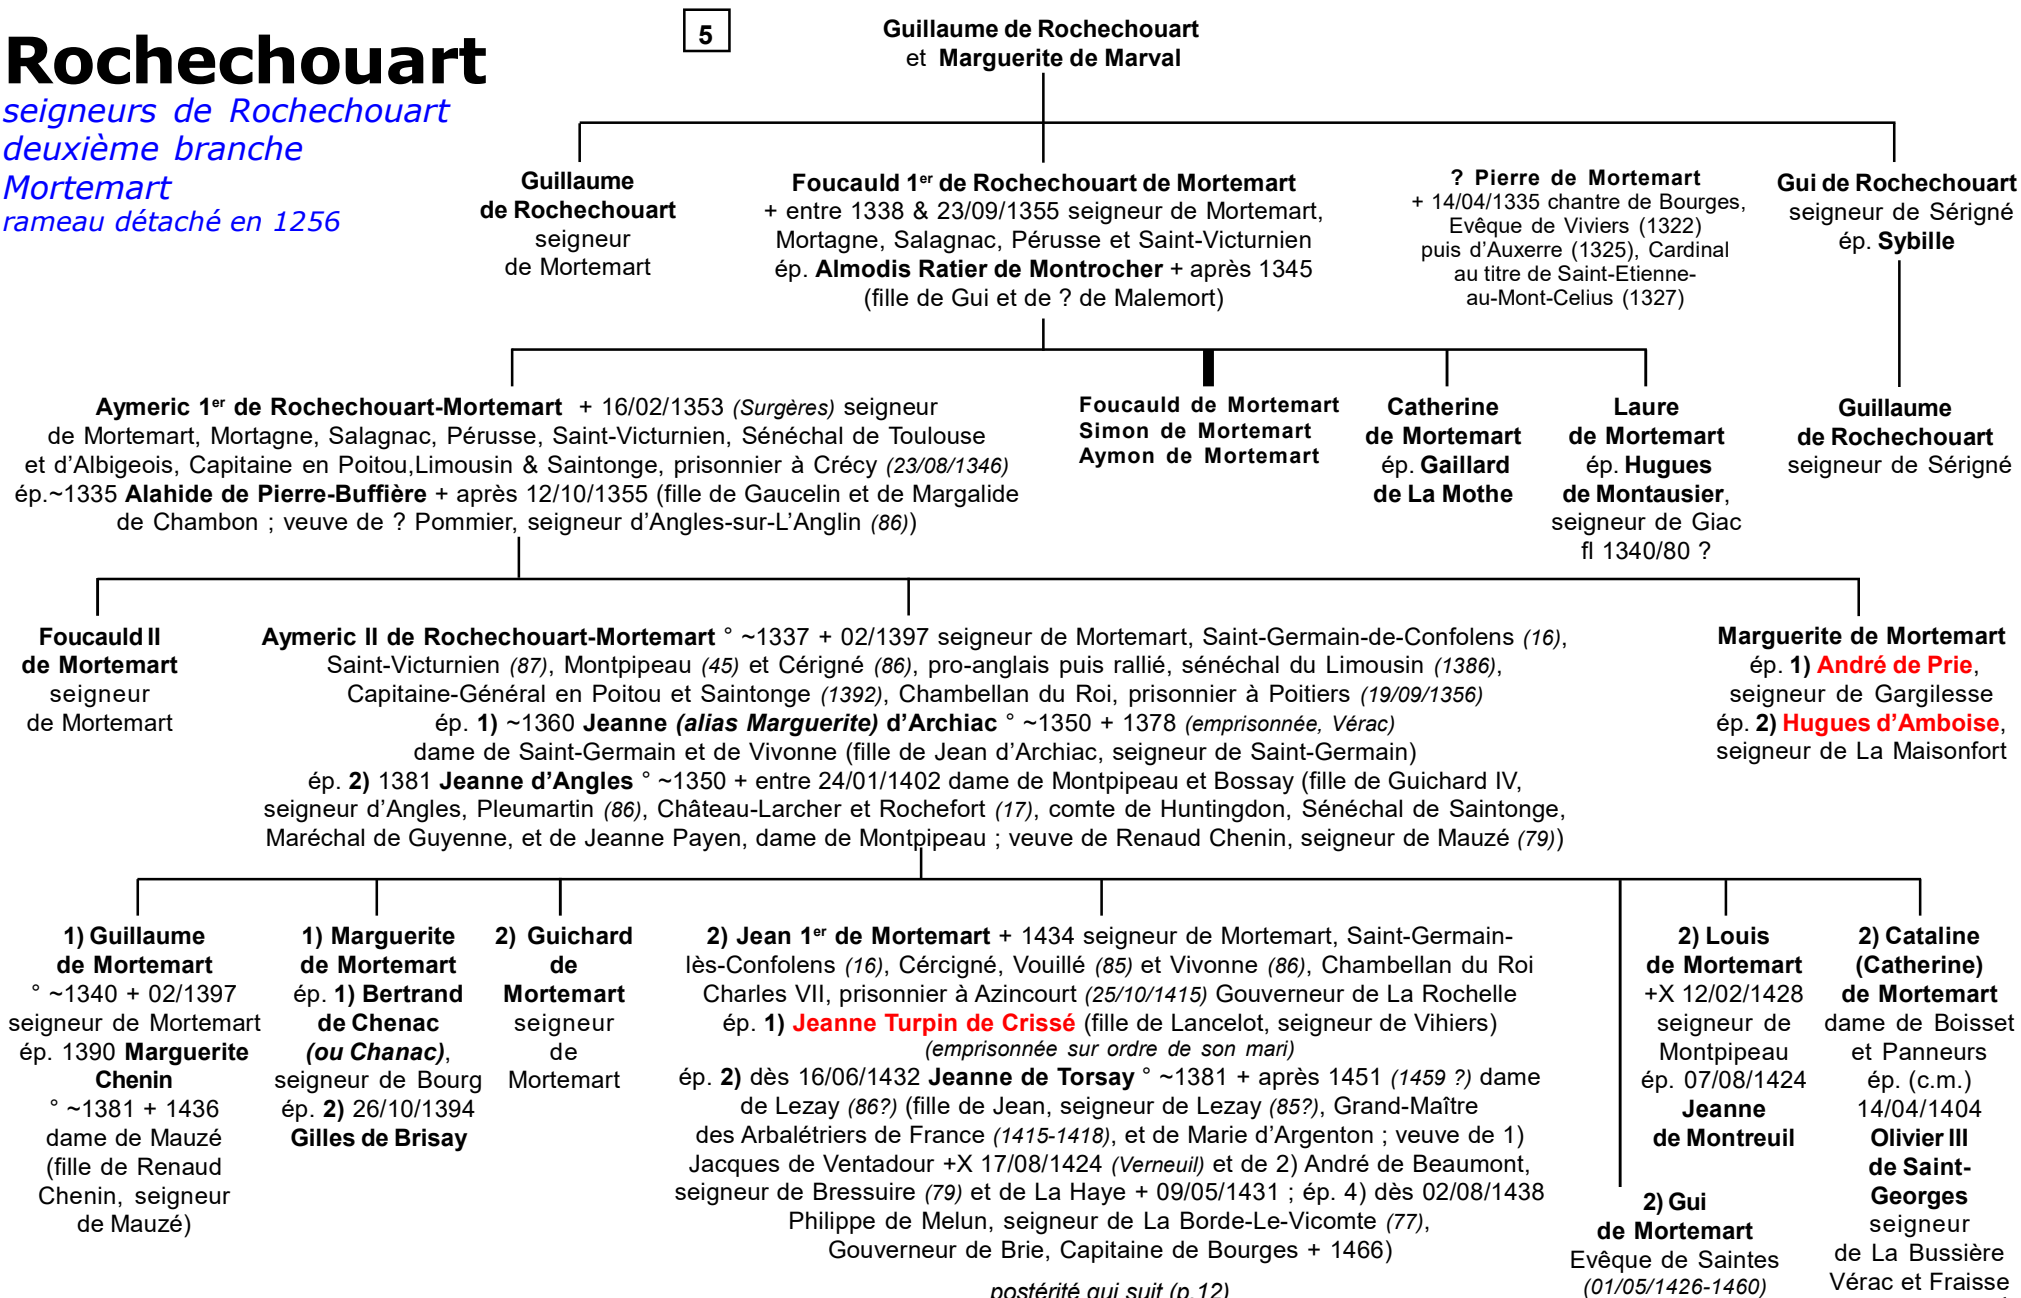 Rochechouart
seigneurs de Rochechouart
deuxième branche
Mortemart
rameau détaché en 1256
5
Guillaume de Rochechouart
et Marguerite de Marval
Guillaume
de Rochechouart
seigneur
de Mortemart
Foucauld 1er de Rochechouart de Mortemart
+ entre 1338 & 23/09/1355 seigneur de Mortemart,
Mortagne, Salagnac, Pérusse et Saint-Victurnien
ép. Almodis Ratier de Montrocher + après 1345
(fille de Gui et de ? de Malemort)
? Pierre de Mortemart
+ 14/04/1335 chantre de Bourges,
Evêque de Viviers (1322)
puis d'Auxerre (1325), Cardinal
au titre de Saint-Etienne-
au-Mont-Celius (1327)
Gui de Rochechouart
seigneur de Sérigné
ép. Sybille
Aymeric 1er de Rochechouart-Mortemart + 16/02/1353 (Surgères) seigneur
de Mortemart, Mortagne, Salagnac, Pérusse, Saint-Victurnien, Sénéchal de Toulouse
et d'Albigeois, Capitaine en Poitou,Limousin & Saintonge, prisonnier à Crécy (23/08/1346)
ép.~1335 Alahide de Pierre-Buffière + après 12/10/1355 (fille de Gaucelin et de Margalide
de Chambon ; veuve de ? Pommier, seigneur d'Angles-sur-L'Anglin (86))
Foucauld de Mortemart
Simon de Mortemart
Aymon de Mortemart
Catherine
de Mortemart
ép. Gaillard
de La Mothe
Laure
de Mortemart
ép. Hugues
de Montausier,
seigneur de Giac
fl 1340/80 ?
Guillaume
de Rochechouart
seigneur de Sérigné
Foucauld II
de Mortemart
seigneur
de Mortemart
Aymeric II de Rochechouart-Mortemart ° ~1337 + 02/1397 seigneur de Mortemart, Saint-Germain-de-Confolens (16),
Saint-Victurnien (87), Montpipeau (45) et Cérigné (86), pro-anglais puis rallié, sénéchal du Limousin (1386),
Capitaine-Général en Poitou et Saintonge (1392), Chambellan du Roi, prisonnier à Poitiers (19/09/1356)
ép. 1) ~1360 Jeanne (alias Marguerite) d'Archiac ° ~1350 + 1378 (emprisonnée, Vérac)
dame de Saint-Germain et de Vivonne (fille de Jean d'Archiac, seigneur de Saint-Germain)
ép. 2) 1381 Jeanne d'Angles ° ~1350 + entre 24/01/1402 dame de Montpipeau et Bossay (fille de Guichard IV,
seigneur d'Angles, Pleumartin (86), Château-Larcher et Rochefort (17), comte de Huntingdon, Sénéchal de Saintonge,
Maréchal de Guyenne, et de Jeanne Payen, dame de Montpipeau ; veuve de Renaud Chenin, seigneur de Mauzé (79))
Marguerite de Mortemart
ép. 1) André de Prie,
seigneur de Gargilesse
ép. 2) Hugues d'Amboise,
seigneur de La Maisonfort
1) Guillaume
de Mortemart
° ~1340 + 02/1397
seigneur de Mortemart
ép. 1390 Marguerite
Chenin
° ~1381 + 1436
dame de Mauzé
(fille de Renaud
Chenin, seigneur
de Mauzé)
1) Marguerite
de Mortemart
ép. 1) Bertrand
de Chenac
(ou Chanac),
seigneur de Bourg
ép. 2) 26/10/1394
Gilles de Brisay
2) Guichard
de
Mortemart
seigneur
de
Mortemart
2) Jean 1er de Mortemart + 1434 seigneur de Mortemart, Saint-Germain-
lès-Confolens (16), Cércigné, Vouillé (85) et Vivonne (86), Chambellan du Roi
Charles VII, prisonnier à Azincourt (25/10/1415) Gouverneur de La Rochelle
ép. 1) Jeanne Turpin de Crissé (fille de Lancelot, seigneur de Vihiers)
(emprisonnée sur ordre de son mari)
ép. 2) dès 16/06/1432 Jeanne de Torsay ° ~1381 + après 1451 (1459 ?) dame
de Lezay (86?) (fille de Jean, seigneur de Lezay (85?), Grand-Maître
des Arbalétriers de France (1415-1418), et de Marie d'Argenton ; veuve de 1)
Jacques de Ventadour +X 17/08/1424 (Verneuil) et de 2) André de Beaumont,
seigneur de Bressuire (79) et de La Haye + 09/05/1431 ; ép. 4) dès 02/08/1438
Philippe de Melun, seigneur de La Borde-Le-Vicomte (77),
Gouverneur de Brie, Capitaine de Bourges + 1466)
postérité qui suit (p.12)
2) Gui
de Mortemart
Evêque de Saintes
(01/05/1426-1460)
2) Louis
de Mortemart
+X 12/02/1428
seigneur de
Montpipeau
ép. 07/08/1424
Jeanne
de Montreuil
2) Cataline
(Catherine)
de Mortemart
dame de Boisset
et Panneurs
ép. (c.m.)
14/04/1404
Olivier III
de Saint-
Georges
seigneur
de La Bussière
Vérac et Fraisse